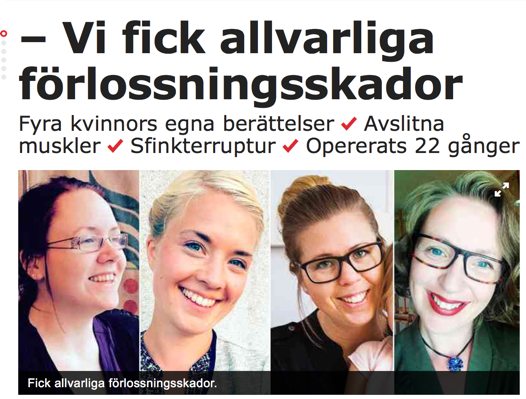 – Vi fick allvarliga
förlossningsskador
Fyra kvinnors egna berättelser ✔ Avslitna
muskler ✔ Sfinkterruptur ✔ Opererats 22 gånger
Fick allvarliga förlossningsskador.